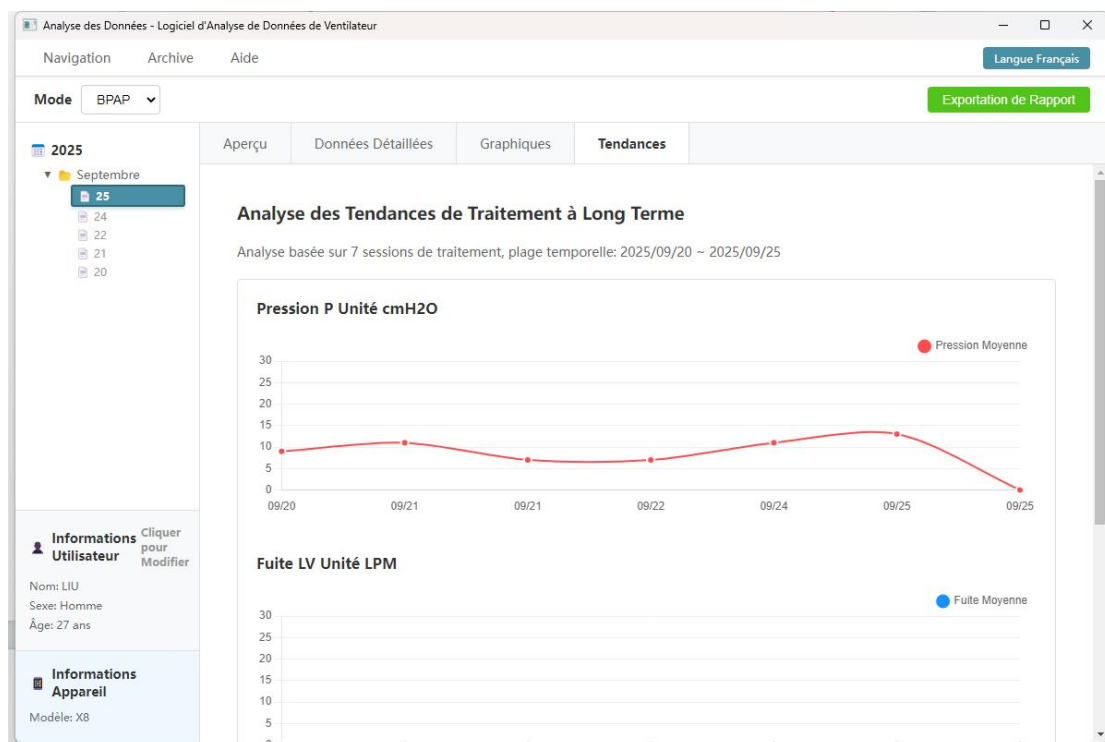 Analyse des Données - Logiciel d'Analyse de Données de Ventilateur
Navigation Archive Aide Langue Français
Mode BPAP Exportation de Rapport
2025
Septembre
25
24
22
21
20
Aperçu Données Détaillées Graphiques Tendances
Analyse des Tendances de Traitement à Long Terme
Analyse basée sur 7 sessions de traitement, plage temporelle: 2025/09/20 ~ 2025/09/25
Pression P Unité cmH2O
Pression Moyenne
30
25
20
15
10
5
0
09/20 09/21 09/21 09/22 09/24 09/25 09/25
Fuite LV Unité LPM
Fuite Moyenne
30
25
20
15
10
5
Informations Utilisateur
Cliquer pour Modifier
Nom: LIU
Sexe: Homme
Âge: 27 ans
Informations Appareil
Modèle: X8